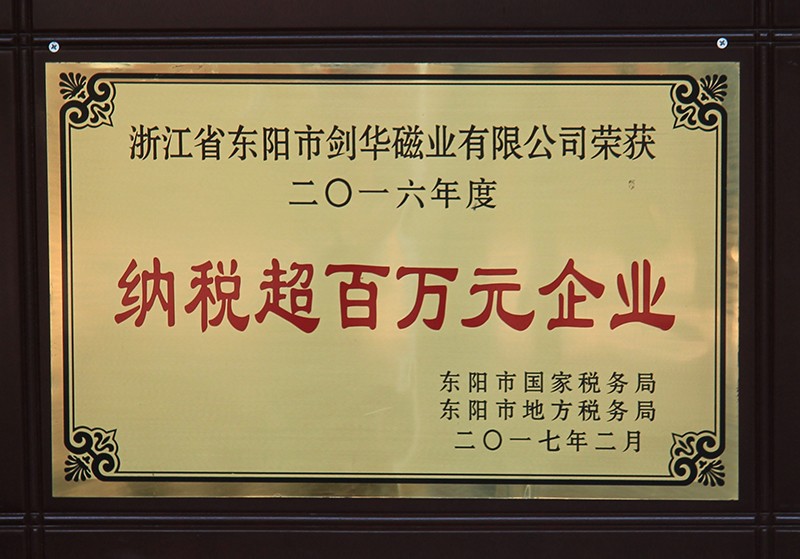 浙江省东阳市剑华磁业有限公司荣获
二〇一六年度
纳税超百万元企业
东阳市国家税务局
东阳市地方税务局
二〇一七年二月